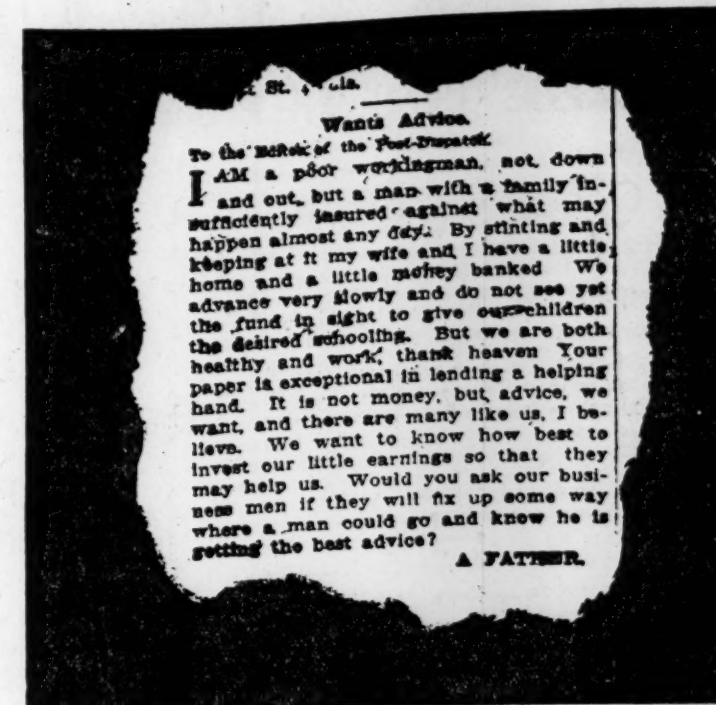 St.
Wants Advice.
To the Editor of the Post-Dispatch.
I AM a poor workingman, not down
and out, but a man with a family in-
sufficiently insured against what may
happen almost any day. By stinting and
keeping at it my wife and I have a little
home and a little money banked We
advance very slowly and do not see yet
the fund in sight to give our children
the desired schooling. But we are both
healthy and work, thank heaven Your
paper is exceptional in lending a helping
hand. It is not money, but advice, we
want, and there are many like us, I be-
lieve. We want to know how best to
invest our little earnings so that they
may help us. Would you ask our busi-
ness men if they will fix up some way
where a man could go and know he is
getting the best advice?
A FATHER.